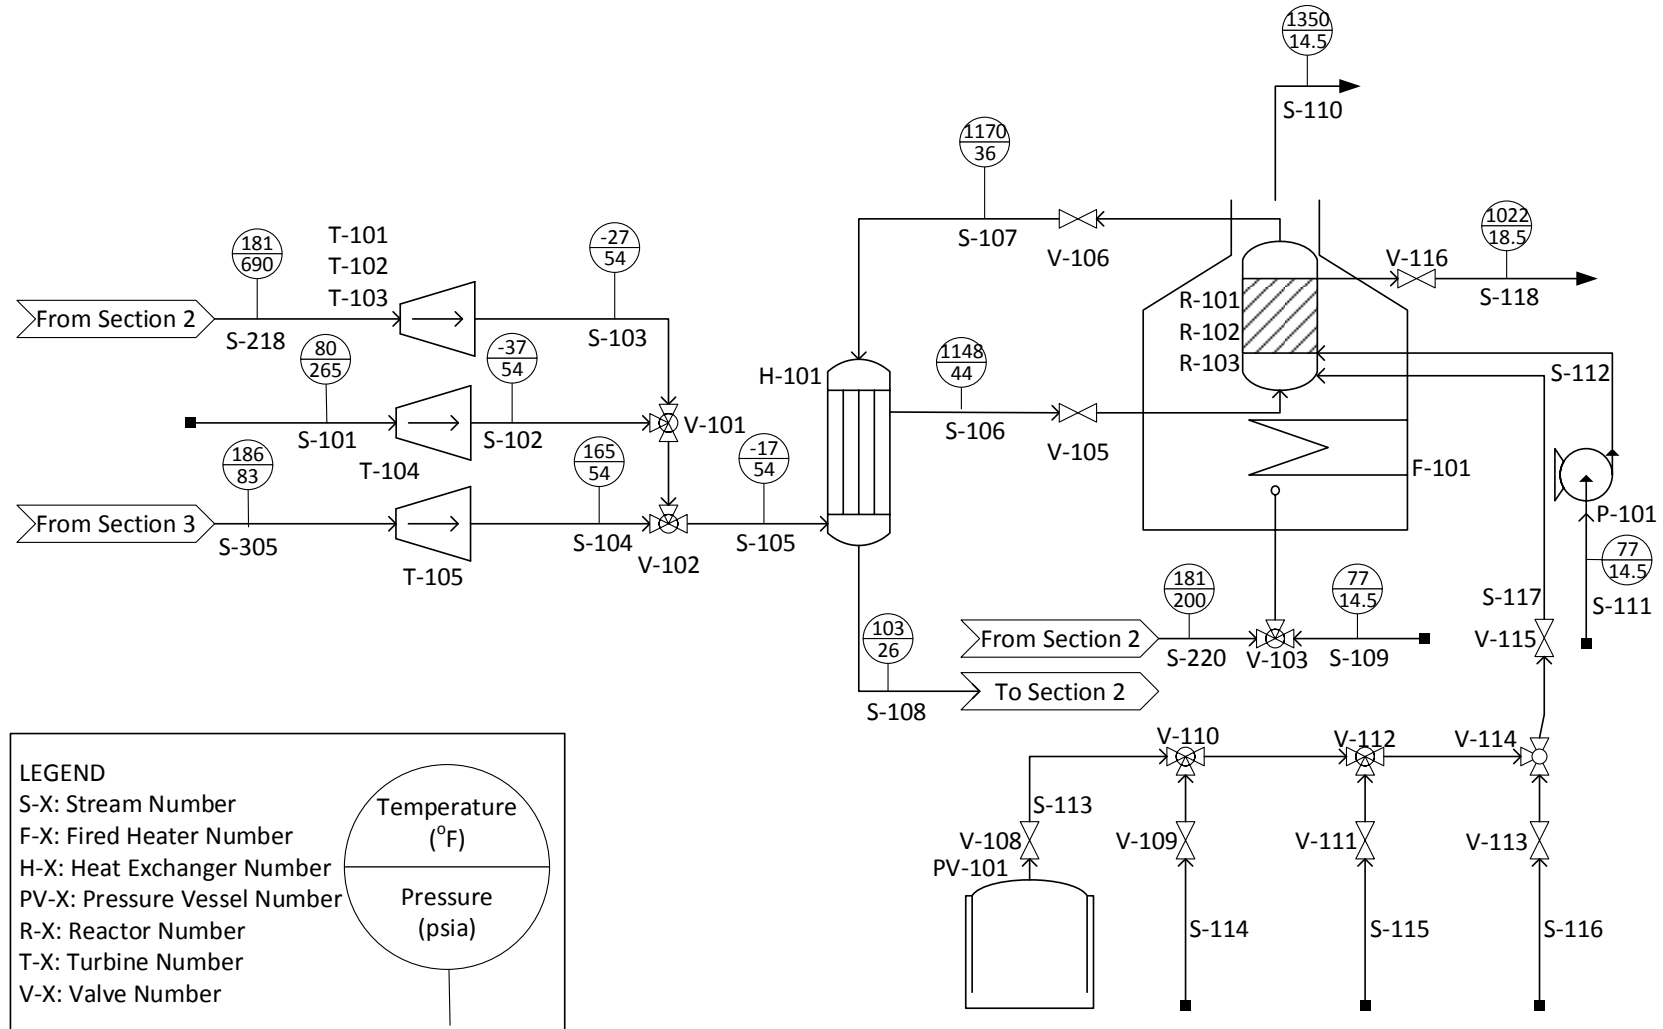 1350
14.5
S-110
1170
36
S-107
V-106
1022
18.5
V-116
S-118
181
690
T-101
T-102
T-103
-27
54
From Section 2
S-218
S-103
R-101
R-102
R-103
80
265
-37
54
H-101
1148
44
S-112
S-101
S-102
V-101
S-106
V-105
T-104
186
83
165
54
-17
54
F-101
P-101
From Section 3
S-305
S-104
S-105
V-102
T-105
77
14.5
S-111
181
200
77
14.5
S-117
V-115
103
26
From Section 2
S-220
V-103
S-109
To Section 2
S-108
V-110
V-112
V-114
S-113
V-108
V-109
V-111
V-113
PV-101
S-114
S-115
S-116
LEGEND
S-X: Stream Number
F-X: Fired Heater Number
H-X: Heat Exchanger Number
PV-X: Pressure Vessel Number
R-X: Reactor Number
T-X: Turbine Number
V-X: Valve Number
Temperature
(°F)
Pressure
(psia)